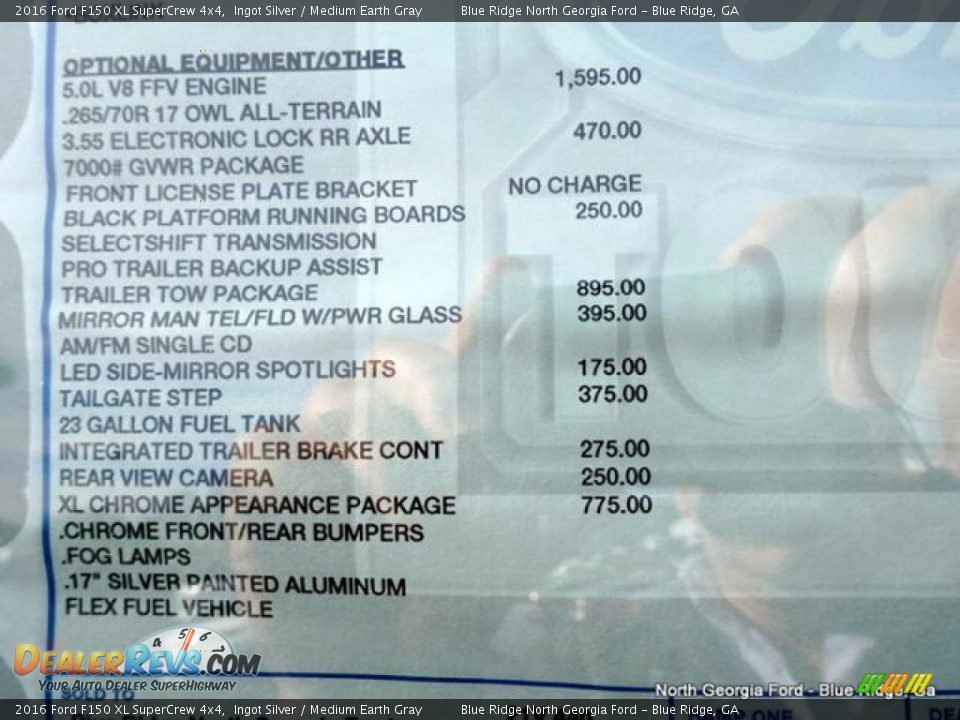 2016 Ford F150 XL SuperCrew 4x4, Ingot Silver / Medium Earth Gray Blue Ridge North Georgia Ford - Blue Ridge, GA
OPTIONAL EQUIPMENT/OTHER
5.0L V8 FFV ENGINE 1,595.00
.265/70R 17 OWL ALL-TERRAIN
3.55 ELECTRONIC LOCK RR AXLE 470.00
7000# GVWR PACKAGE
FRONT LICENSE PLATE BRACKET NO CHARGE
BLACK PLATFORM RUNNING BOARDS 250.00
SELECTSHIFT TRANSMISSION
PRO TRAILER BACKUP ASSIST
TRAILER TOW PACKAGE 895.00
MIRROR MAN TEL/FLD W/PWR GLASS 395.00
AM/FM SINGLE CD
LED SIDE-MIRROR SPOTLIGHTS 175.00
TAILGATE STEP 375.00
23 GALLON FUEL TANK
INTEGRATED TRAILER BRAKE CONT 275.00
REAR VIEW CAMERA 250.00
XL CHROME APPEARANCE PACKAGE 775.00
.CHROME FRONT/REAR BUMPERS
.FOG LAMPS
.17" SILVER PAINTED ALUMINUM
FLEX FUEL VEHICLE
4 5 6
DEALERREVS.COM
YOUR AUTO DEALER SUPERHIGHWAY
SOLD TO
North Georgia Ford - Blue Ridge, Ga
2016 Ford F150 XL SuperCrew 4x4, Ingot Silver / Medium Earth Gray Blue Ridge North Georgia Ford - Blue Ridge, GA